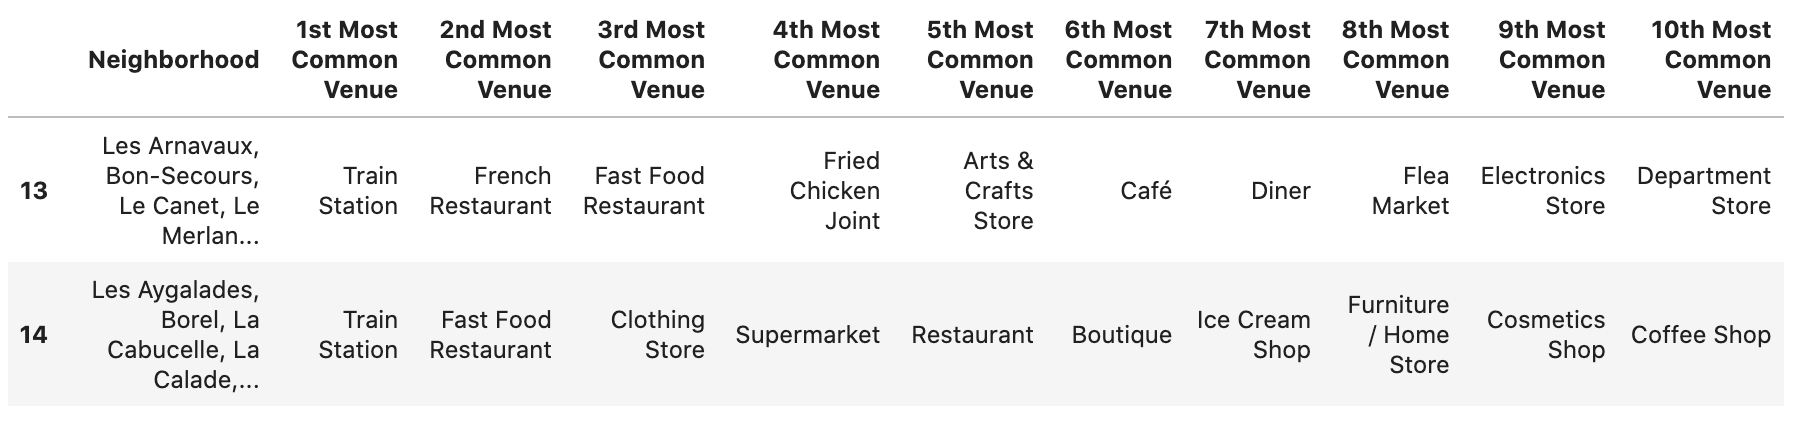 Neighborhood 1st Most Common Venue 2nd Most Common Venue 3rd Most Common Venue 4th Most Common Venue 5th Most Common Venue 6th Most Common Venue 7th Most Common Venue 8th Most Common Venue 9th Most Common Venue 10th Most Common Venue
13 Les Arnavaux, Bon-Secours, Le Canet, Le Merlan... Train Station French Restaurant Fast Food Restaurant Fried Chicken Joint Arts & Crafts Store Café Diner Flea Market Electronics Store Department Store
14 Les Aygalades, Borel, La Cabucelle, La Calade,... Train Station Fast Food Restaurant Clothing Store Supermarket Restaurant Boutique Ice Cream Shop Furniture / Home Store Cosmetics Shop Coffee Shop